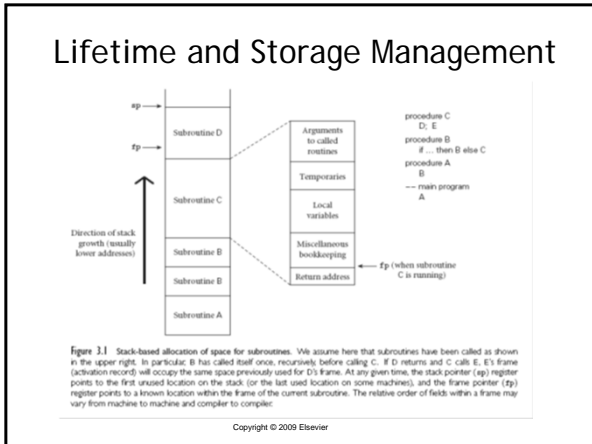 Lifetime and Storage Management
sp
fp
Subroutine D
Subroutine C
Subroutine B
Subroutine B
Subroutine A
Direction of stack
growth (usually
lower addresses)
Arguments
to called
routines
Temporaries
Local
variables
Miscellaneous
bookkeeping
Return address
fp (when subroutine
C is running)
procedure C
D; E
procedure B
if ... then B else C
procedure A
B
-- main program
A
Figure 3.1 Stack-based allocation of space for subroutines. We assume here that subroutines have been called as shown
in the upper right. In particular, B has called itself once, recursively, before calling C. If D returns and C calls E, E's frame
(activation record) will occupy the same space previously used for D's frame. At any given time, the stack pointer (sp) register
points to the first unused location on the stack (or the last used location on some machines), and the frame pointer (fp)
register points to a known location within the frame of the current subroutine. The relative order of fields within a frame may
vary from machine to machine and compiler to compiler.
Copyright © 2009 Elsevier